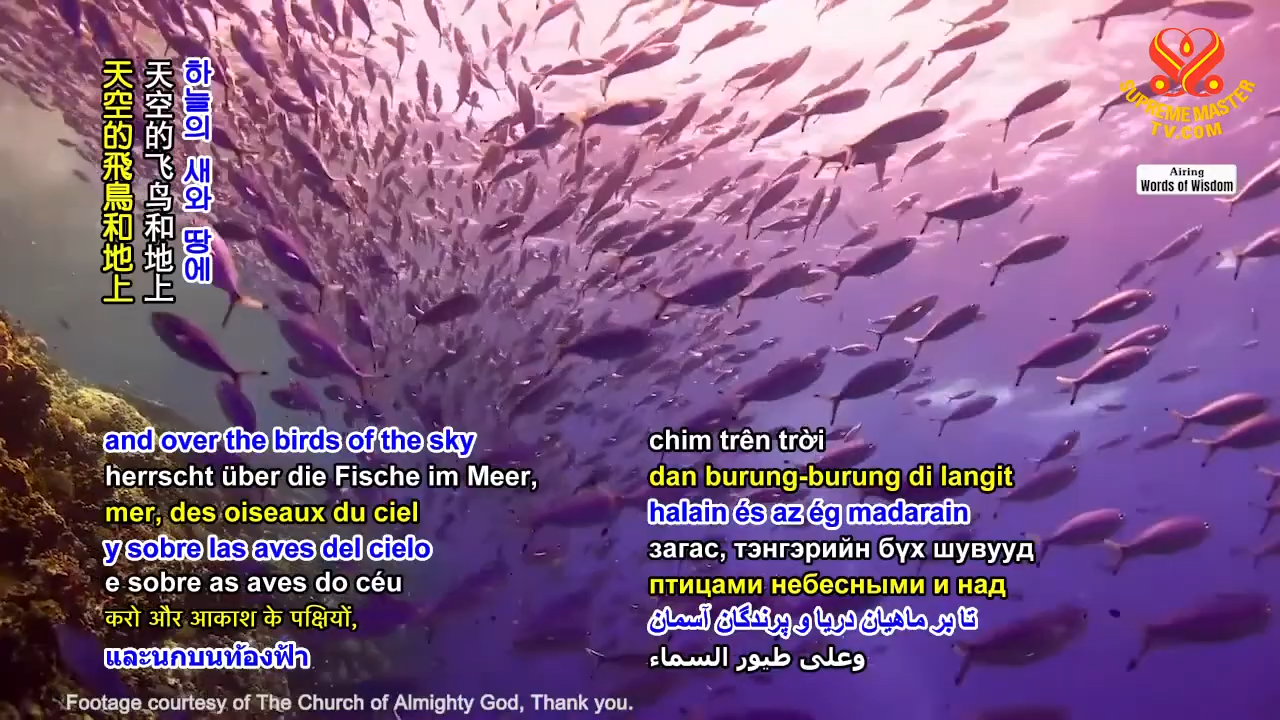 한늘의 새와 땅에
天空的飞鸟和地上
天空的飛鳥和地上
SUPREME MASTER
TV.COM
Airing
Words of Wisdom
and over the birds of the sky
herrscht über die Fische im Meer,
mer, des oiseaux du ciel
y sobre las aves del cielo
e sobre as aves do céu
करो और आकाश के पक्षियों,
และนกบนท้องฟ้า
chim trên trời
dan burung-burung di langit
halain és az ég madarain
загас, тэнгэрийн бүх шувууд
птицами небесными и над
تا بر ماهیان دریا و پرندگان آسمان
وعلى طيور السماء
Footage courtesy of The Church of Almighty God, Thank you.